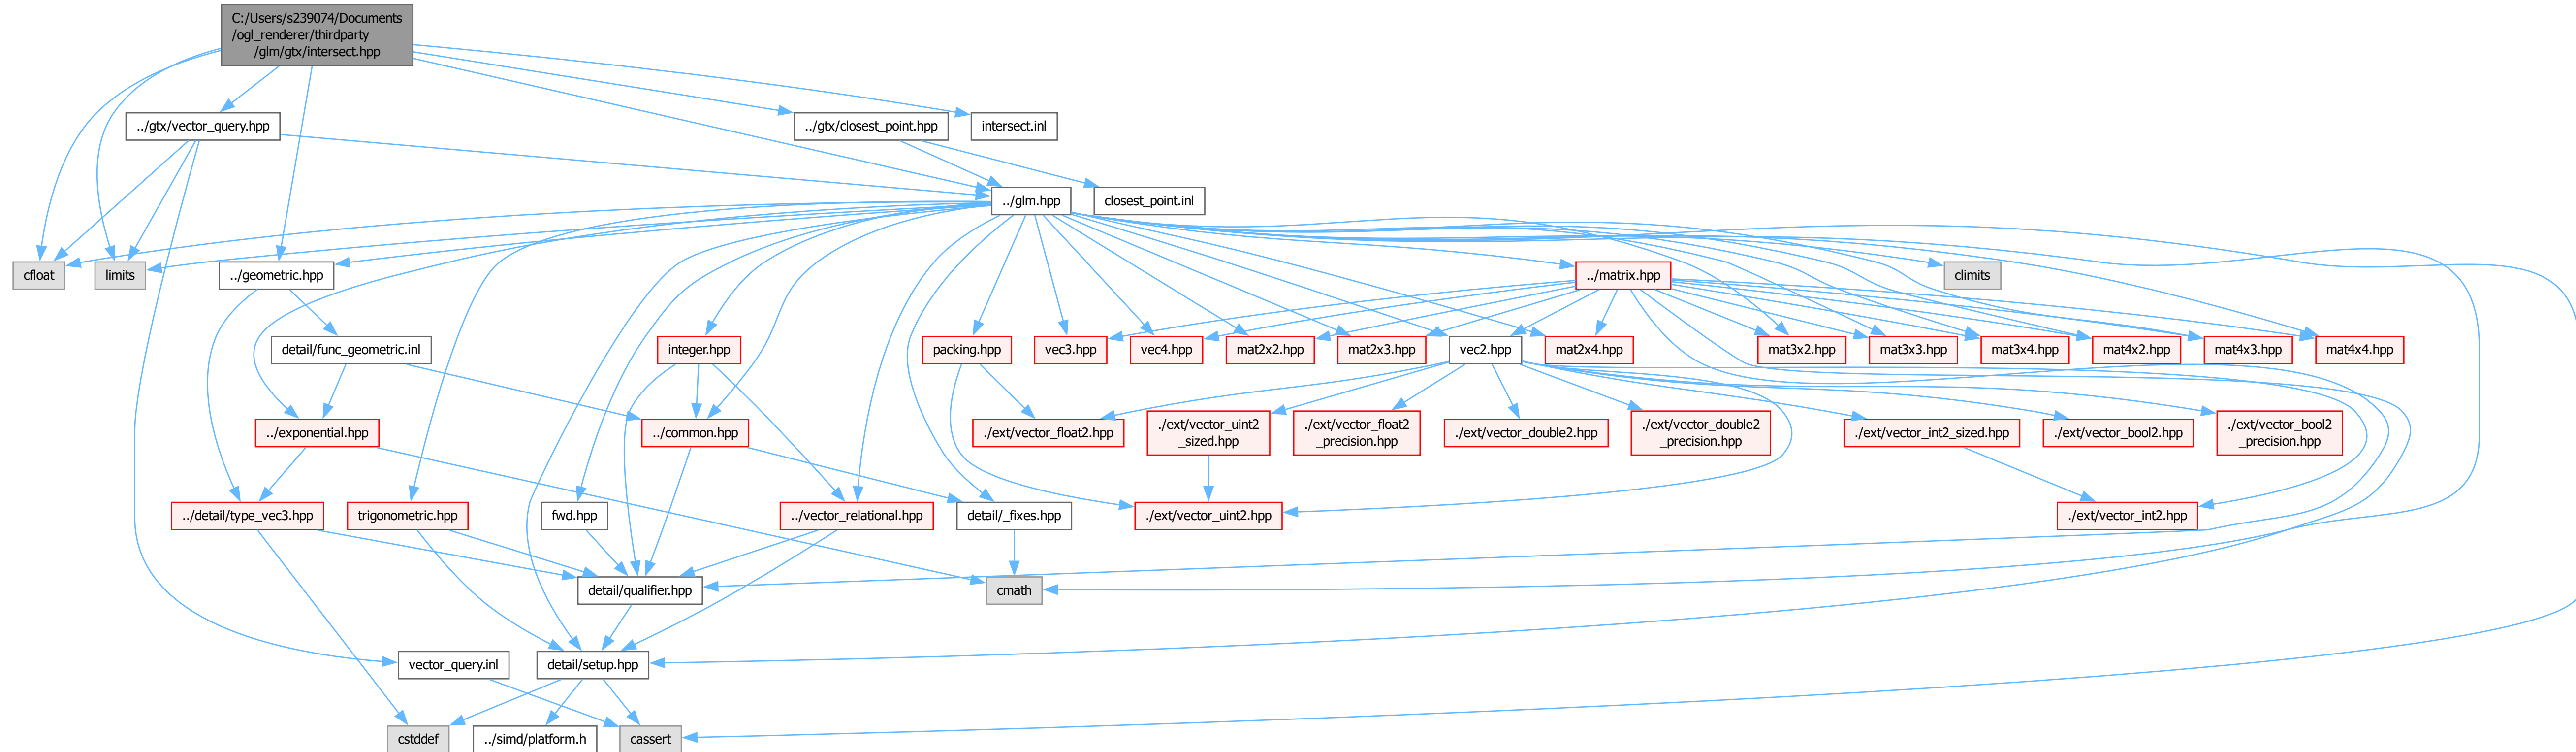 C:/Users/s239074/Documents
/ogl_renderer/thirdparty
/glm/gtx/intersect.hpp
../gtx/vector_query.hpp
../gtx/closest_point.hpp
intersect.inl
../glm.hpp
closest_point.inl
cfloat
limits
../geometric.hpp
../matrix.hpp
climits
detail/func_geometric.inl
integer.hpp
packing.hpp
vec3.hpp
vec4.hpp
mat2x2.hpp
mat2x3.hpp
vec2.hpp
mat2x4.hpp
mat3x2.hpp
mat3x3.hpp
mat3x4.hpp
mat4x2.hpp
mat4x3.hpp
mat4x4.hpp
../exponential.hpp
../common.hpp
./ext/vector_float2.hpp
./ext/vector_uint2
_sized.hpp
./ext/vector_float2
_precision.hpp
./ext/vector_double2.hpp
./ext/vector_double2
_precision.hpp
./ext/vector_int2_sized.hpp
./ext/vector_bool2.hpp
./ext/vector_bool2
_precision.hpp
../detail/type_vec3.hpp
trigonometric.hpp
fwd.hpp
../vector_relational.hpp
detail/_fixes.hpp
./ext/vector_uint2.hpp
./ext/vector_int2.hpp
detail/qualifier.hpp
cmath
vector_query.inl
detail/setup.hpp
cstddef
../simd/platform.h
cassert